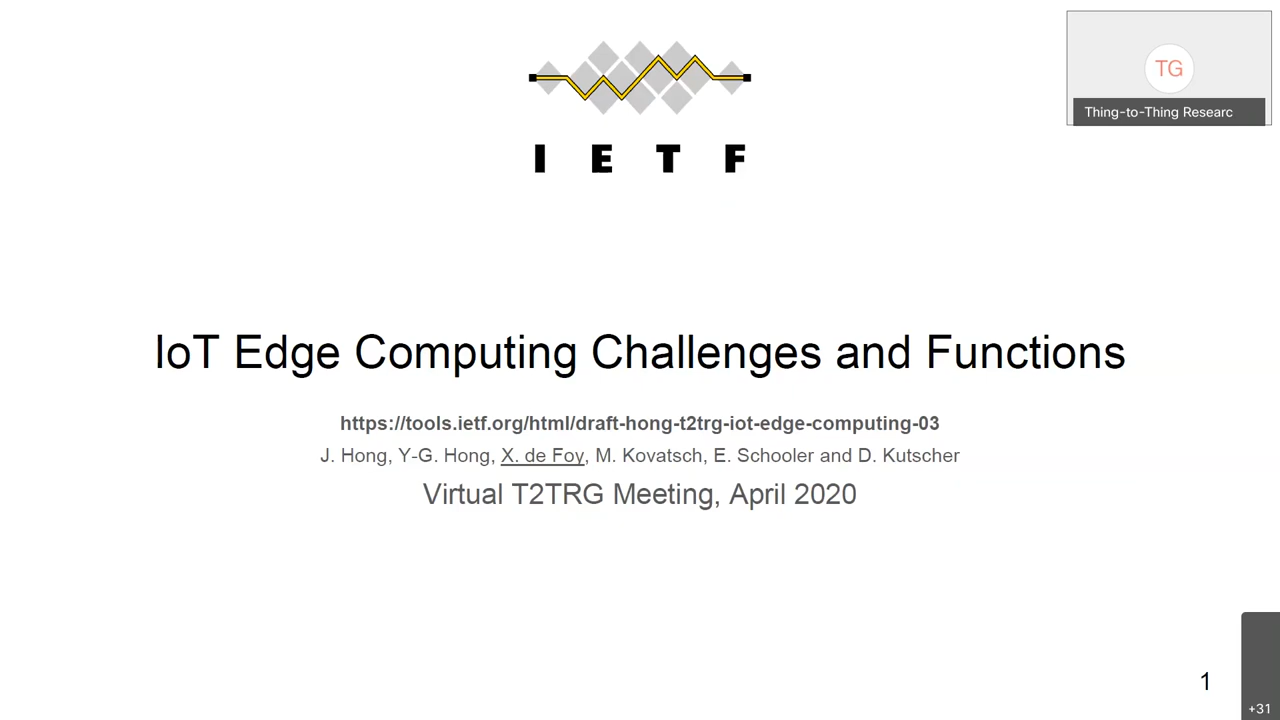 TG
Thing-to-Thing Researc
I E T F
IoT Edge Computing Challenges and Functions
https://tools.ietf.org/html/draft-hong-t2trg-iot-edge-computing-03
J. Hong, Y-G. Hong, X. de Foy, M. Kovatsch, E. Schooler and D. Kutscher
Virtual T2TRG Meeting, April 2020
1
+31